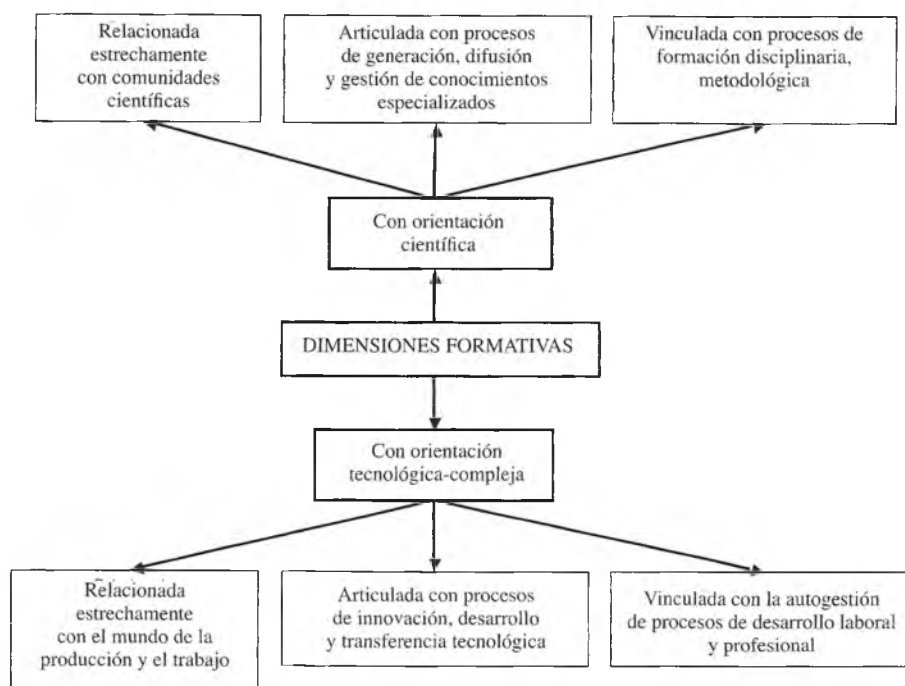 Relacionada
estrechamente
con comunidades
científicas
Articulada con procesos
de generación, difusión
y gestión de conocimientos
especializados
Vinculada con procesos de
formación disciplinaria,
metodológica
Con orientación
científica
DIMENSIONES FORMATIVAS
Con orientación
tecnológica-compleja
Relacionada
estrechamente
con el mundo de la
producción y el trabajo
Articulada con procesos
de innovación, desarrollo
y transferencia tecnológica
Vinculada con la autogestión
de procesos de desarrollo laboral
y profesional